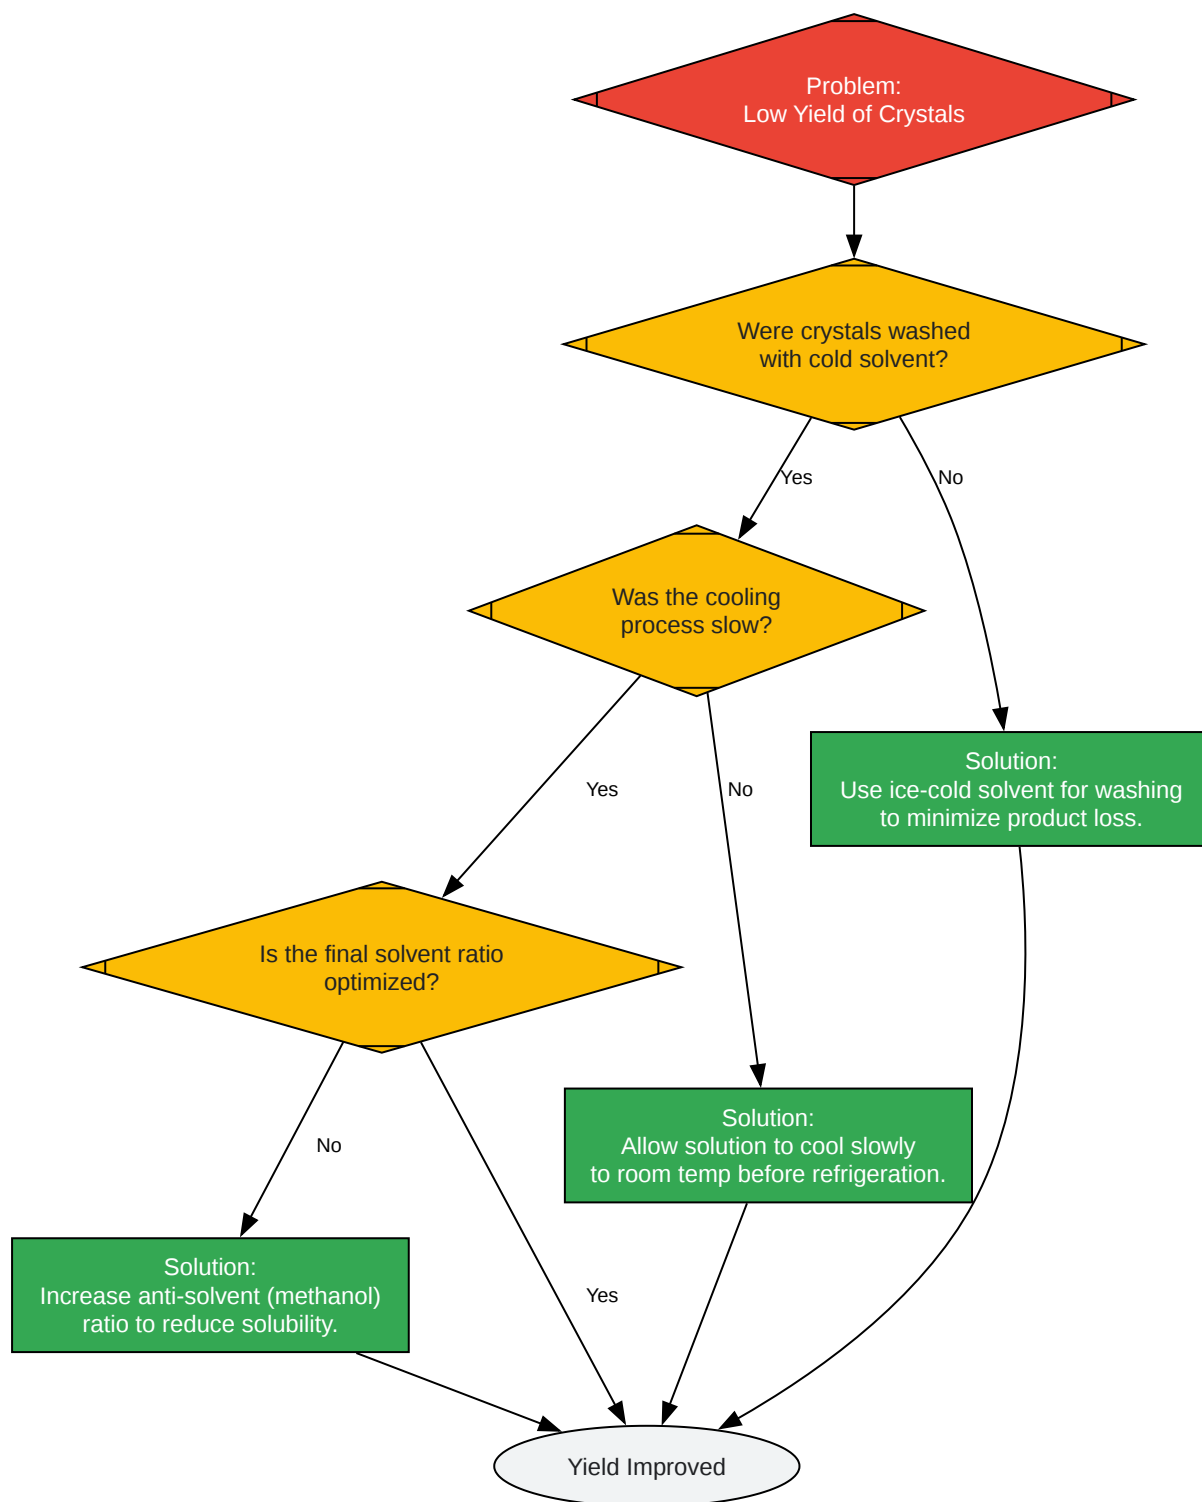 Problem:
Low Yield of Crystals
Were crystals washed
with cold solvent?
Yes
No
Was the cooling
process slow?
Solution:
Use ice-cold solvent for washing
to minimize product loss.
Yes
No
Is the final solvent ratio
optimized?
Solution:
Allow solution to cool slowly
to room temp before refrigeration.
No
Yes
Solution:
Increase anti-solvent (methanol)
ratio to reduce solubility.
Yield Improved